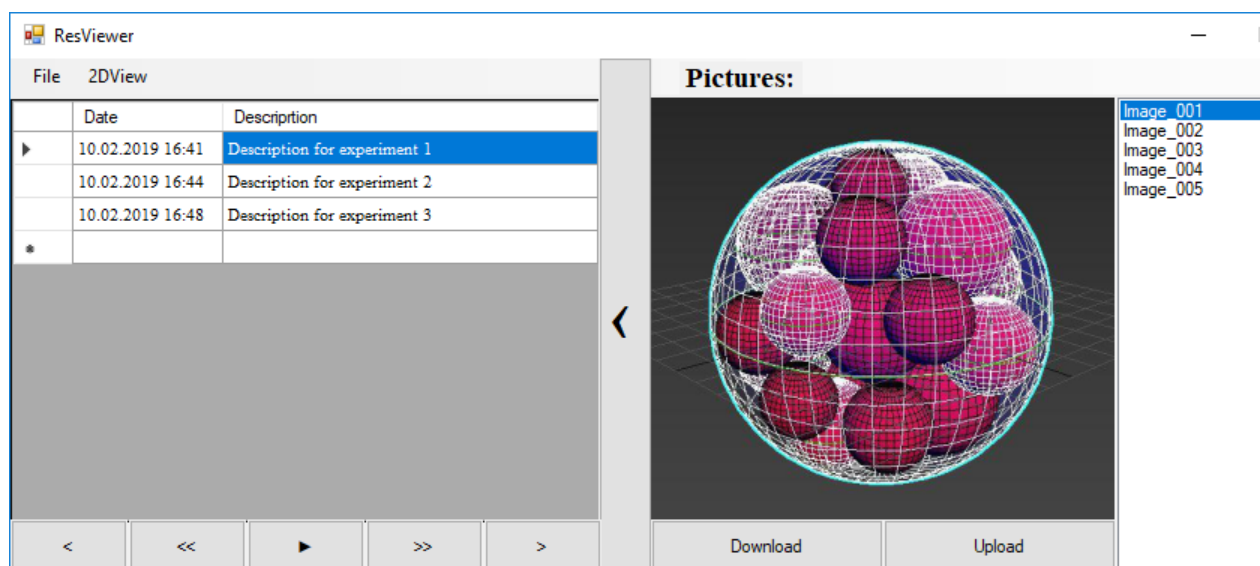 ResViewer
File 2DView
Pictures:
Date Desciprtion
10.02.2019 16:41 Description for experiment 1
10.02.2019 16:44 Description for experiment 2
10.02.2019 16:48 Description for experiment 3
Image_001
Image_002
Image_003
Image_004
Image_005
< << ► >> >
Download Upload